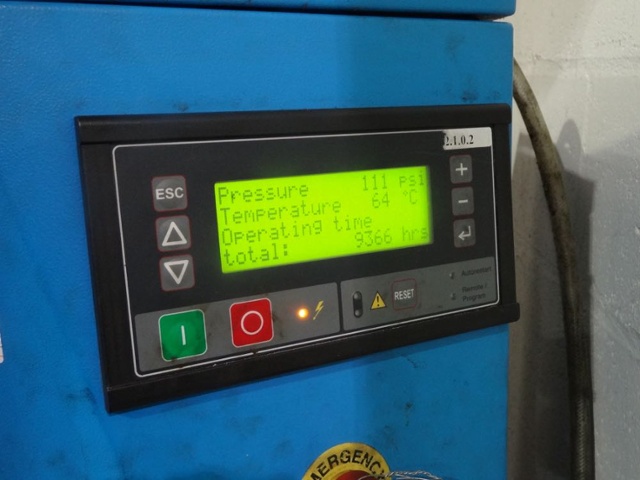 2.1.0.2
ESC
Pressure 111 psi
Temperature 64 °C
Operating time
total: 9366 hrs
+
-
I
O
RESET
Autorestart
Remote /
Program
EMERGENCY